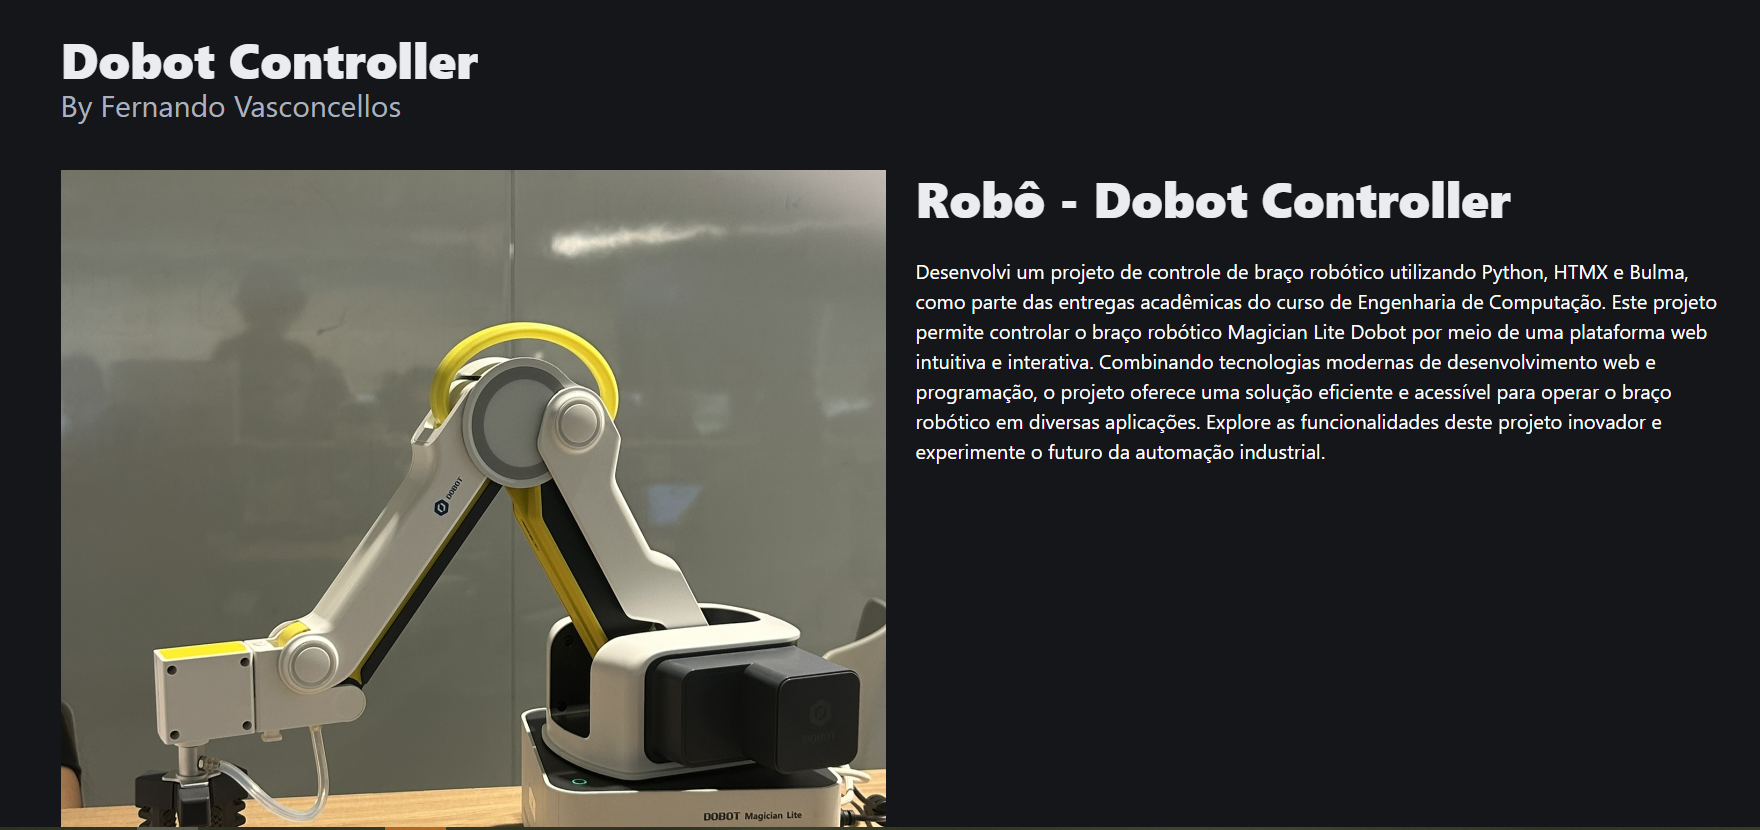 Dobot Controller
By Fernando Vasconcellos
Robô - Dobot Controller
Desenvolvi um projeto de controle de braço robótico utilizando Python, HTMX e Bulma,
como parte das entregas acadêmicas do curso de Engenharia de Computação. Este projeto
permite controlar o braço robótico Magician Lite Dobot por meio de uma plataforma web
intuitiva e interativa. Combinando tecnologias modernas de desenvolvimento web e
programação, o projeto oferece uma solução eficiente e acessível para operar o braço
robótico em diversas aplicações. Explore as funcionalidades deste projeto inovador e
experimente o futuro da automação industrial.
DOBOT
DOBOT
DOBOT Magician Lite